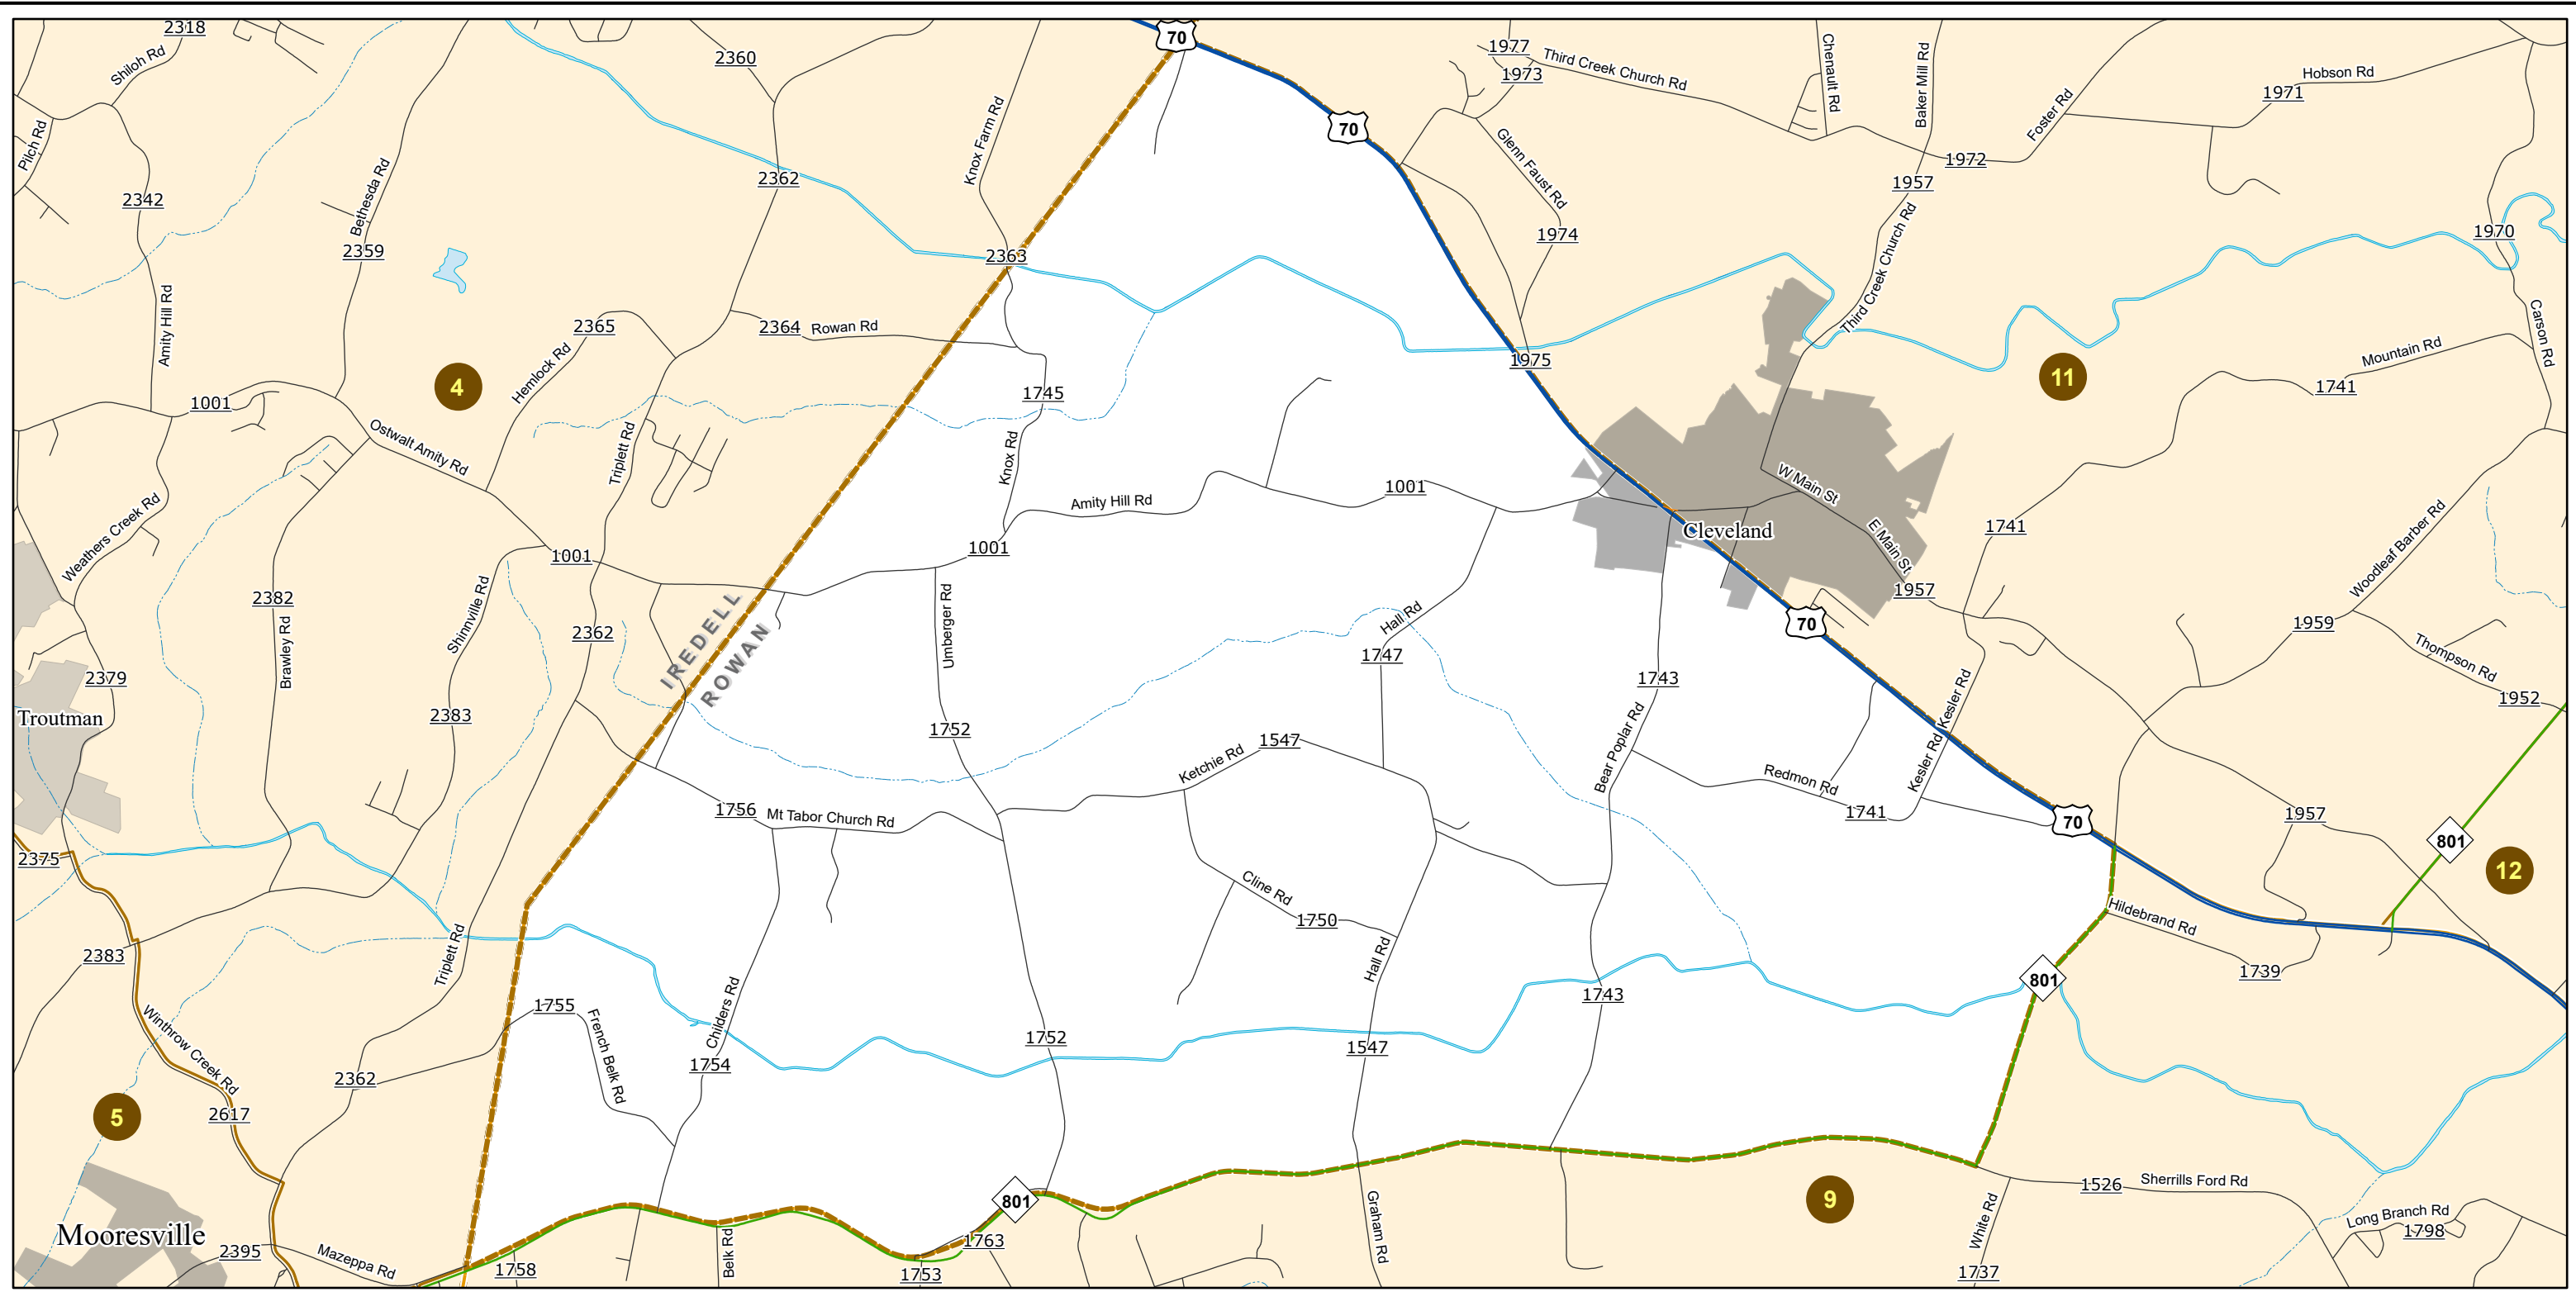 2318
Shiloh Rd
2360
70
1977
Third Creek Church Rd
1973
Chenault Rd
Baker Mill Rd
Hobson Rd
1971
Foster Rd
Pilch Rd
70
Knox Farm Rd
Glenn Faust Rd
1972
2342
Bethesda Rd
2362
1957
2359
2363
1974
Third Creek Church Rd
1970
Amity Hill Rd
2365
2364
Rowan Rd
Carson Rd
Hemlock Rd
4
1975
11
Mountain Rd
1741
1001
1745
Ostwalt Amity Rd
Triplett Rd
Knox Rd
1001
Amity Hill Rd
W Main St
Weathers Creek Rd
1001
1001
Cleveland
E Main St
1741
Woodleaf Barber Rd
2382
Shinnville Rd
2362
IREDELL
ROWAN
Umberger Rd
Hall Rd
1747
1957
70
1959
Brawley Rd
2379
Thompson Rd
Troutman
2383
1752
1743
Kesler Rd
1952
Ketchie Rd
1547
Bear Poplar Rd
Kesler Rd
Redmon Rd
1741
1756
Mt Tabor Church Rd
70
1957
801
2375
12
Cline Rd
1750
Hildebrand Rd
2383
Triplett Rd
Hall Rd
801
1739
1755
French Belk Rd
Childers Rd
1743
Winthrow Creek Rd
1752
1547
1754
2362
5
2617
801
9
1526
Sherrills Ford Rd
Mooresville
Graham Rd
White Rd
Long Branch Rd
1798
2395
Mazeppa Rd
Belk Rd
1763
1758
1753
1737